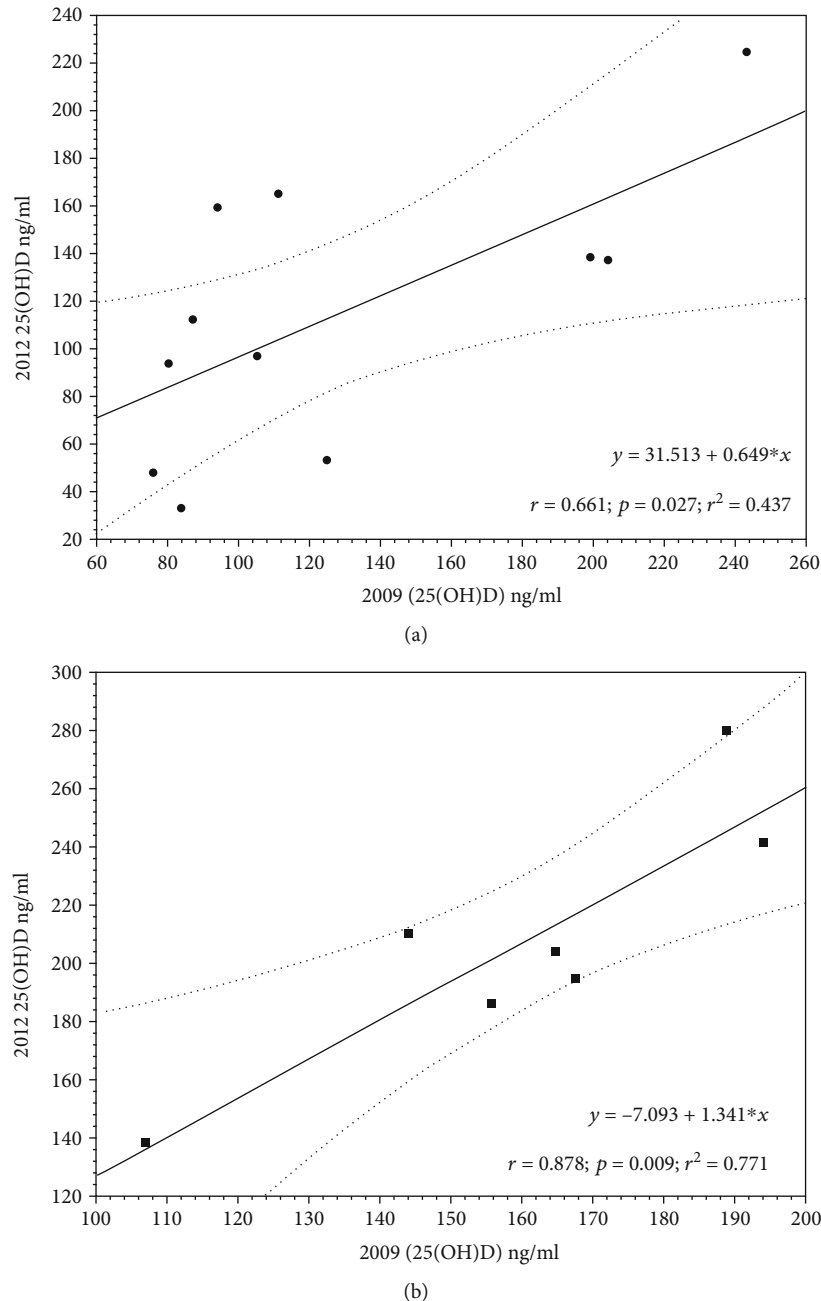 240
220
200
180
160
140
120
100
80
60
40
20
2012 25(OH)D ng/ml
y = 31.513 + 0.649*x
r = 0.661; p = 0.027; r² = 0.437
60 80 100 120 140 160 180 200 220 240 260
2009 (25(OH)D) ng/ml
(a)
300
280
260
240
220
200
180
160
140
120
2012 25(OH)D ng/ml
y = –7.093 + 1.341*x
r = 0.878; p = 0.009; r² = 0.771
100 110 120 130 140 150 160 170 180 190 200
2009 (25(OH)D) ng/ml
(b)